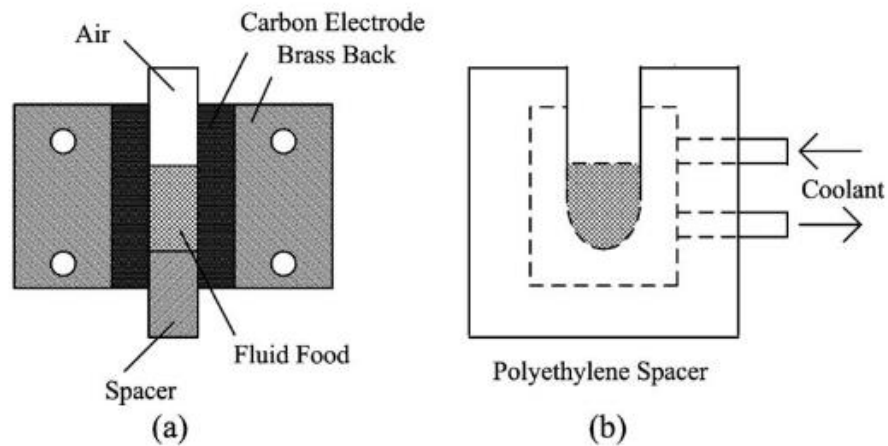 Air
Carbon Electrode
Brass Back
Fluid Food
Spacer
(a)
Coolant
Polyethylene Spacer
(b)